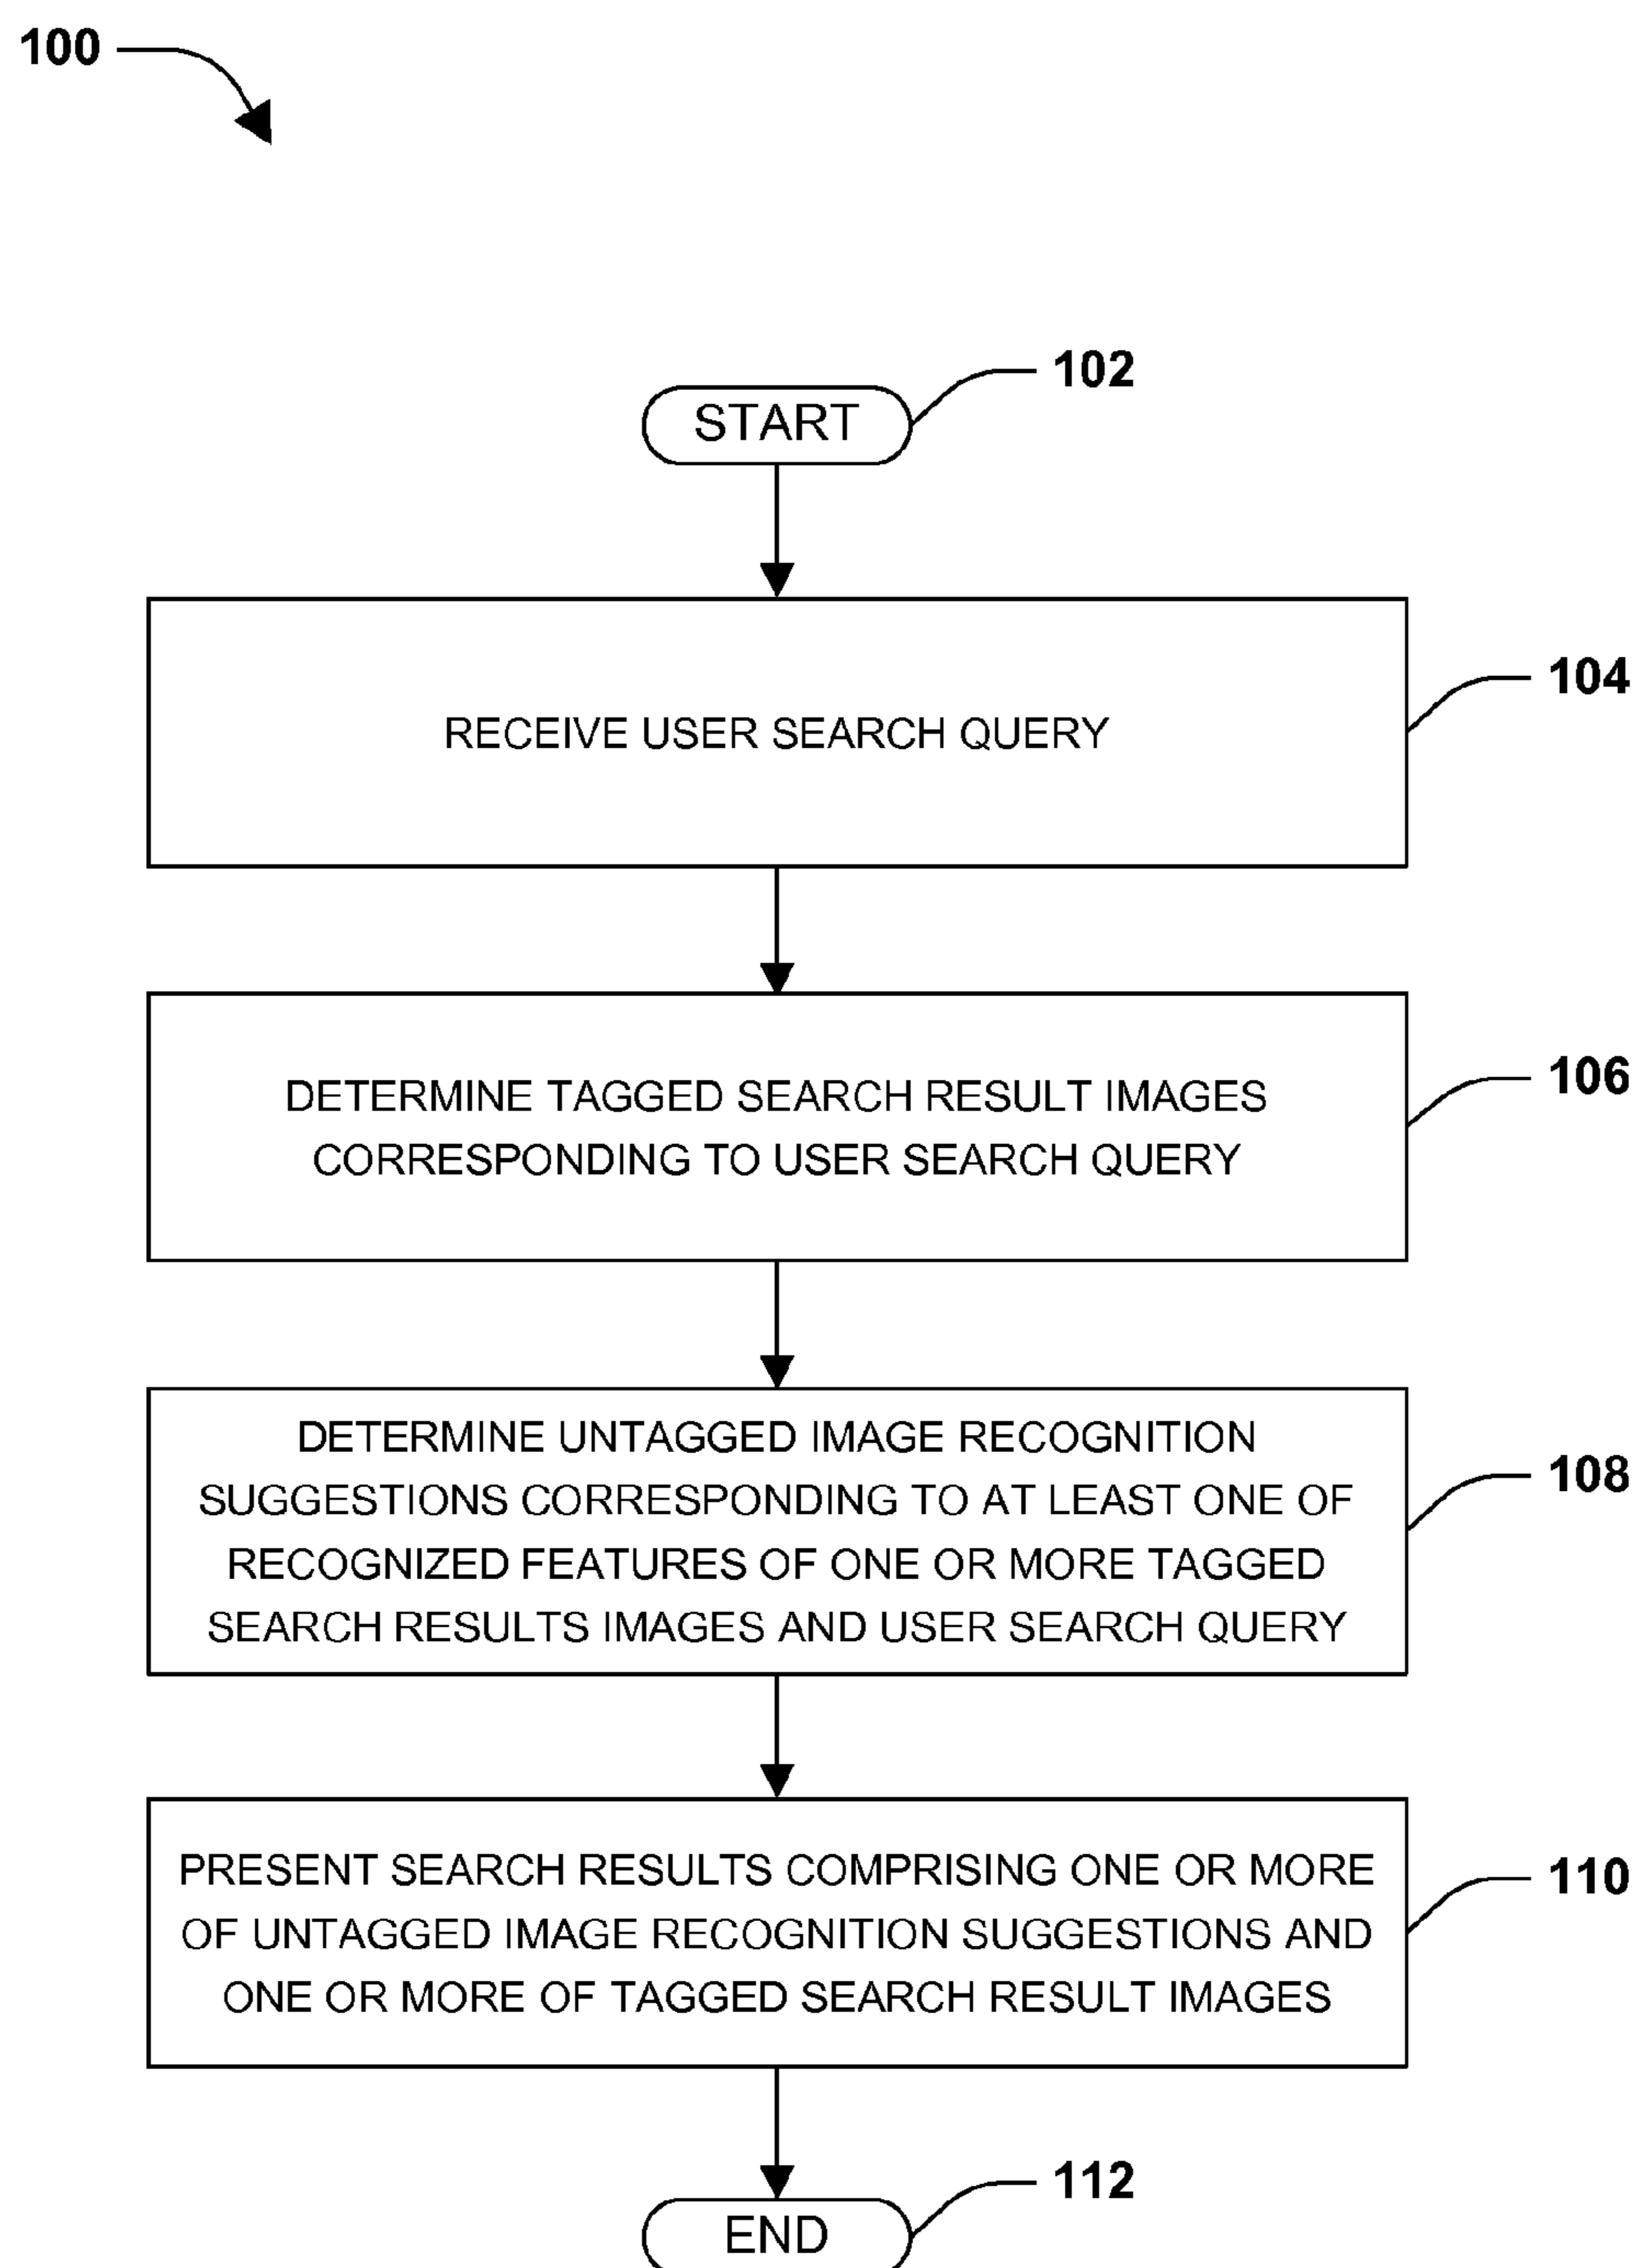 100
102
START
104
RECEIVE USER SEARCH QUERY
106
DETERMINE TAGGED SEARCH RESULT IMAGES
CORRESPONDING TO USER SEARCH QUERY
108
DETERMINE UNTAGGED IMAGE RECOGNITION
SUGGESTIONS CORRESPONDING TO AT LEAST ONE OF
RECOGNIZED FEATURES OF ONE OR MORE TAGGED
SEARCH RESULTS IMAGES AND USER SEARCH QUERY
110
PRESENT SEARCH RESULTS COMPRISING ONE OR MORE
OF UNTAGGED IMAGE RECOGNITION SUGGESTIONS AND
ONE OR MORE OF TAGGED SEARCH RESULT IMAGES
112
END